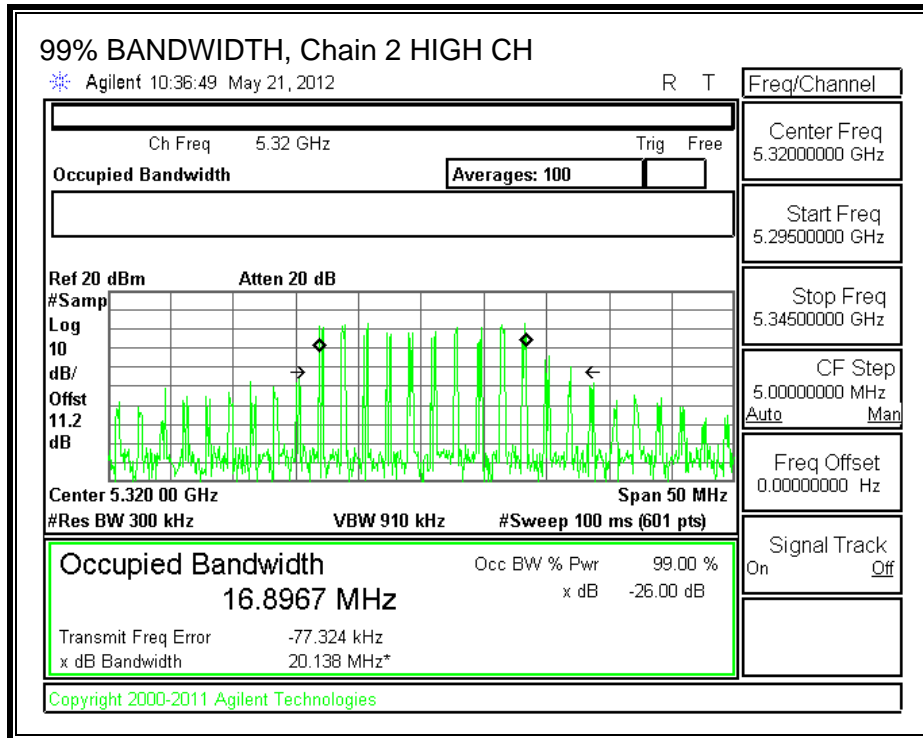 99% BANDWIDTH, Chain 2 HIGH CH
Agilent 10:36:49 May 21, 2012 R T
Freq/Channel
Ch Freq 5.32 GHz Trig Free
Occupied Bandwidth Averages: 100
Center Freq
5.32000000 GHz
Start Freq
5.29500000 GHz
Stop Freq
5.34500000 GHz
CF Step
5.00000000 MHz
Auto Man
Freq Offset
0.00000000 Hz
Signal Track
On Off
Ref 20 dBm Atten 20 dB
#Samp
Log
10
dB/
Offst
11.2
dB
Center 5.320 00 GHz Span 50 MHz
#Res BW 300 kHz VBW 910 kHz #Sweep 100 ms (601 pts)
Occupied Bandwidth Occ BW % Pwr 99.00 %
16.8967 MHz x dB -26.00 dB
Transmit Freq Error -77.324 kHz
x dB Bandwidth 20.138 MHz*
Copyright 2000-2011 Agilent Technologies